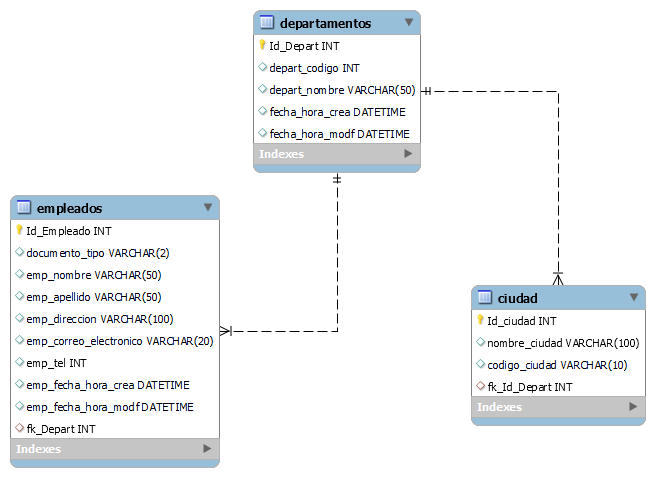 departamentos
Id_Depart INT
depart_codigo INT
depart_nombre VARCHAR(50)
fecha_hora_crea DATETIME
fecha_hora_modf DATETIME
Indexes
empleados
Id_Empleado INT
documento_tipo VARCHAR(2)
emp_nombre VARCHAR(50)
emp_apellido VARCHAR(50)
emp_direccion VARCHAR(100)
emp_correo_electronico VARCHAR(20)
emp_tel INT
emp_fecha_hora_crea DATETIME
emp_fecha_hora_modf DATETIME
fk_Depart INT
Indexes
ciudad
Id_ciudad INT
nombre_ciudad VARCHAR(100)
codigo_ciudad VARCHAR(10)
fk_Id_Depart INT
Indexes